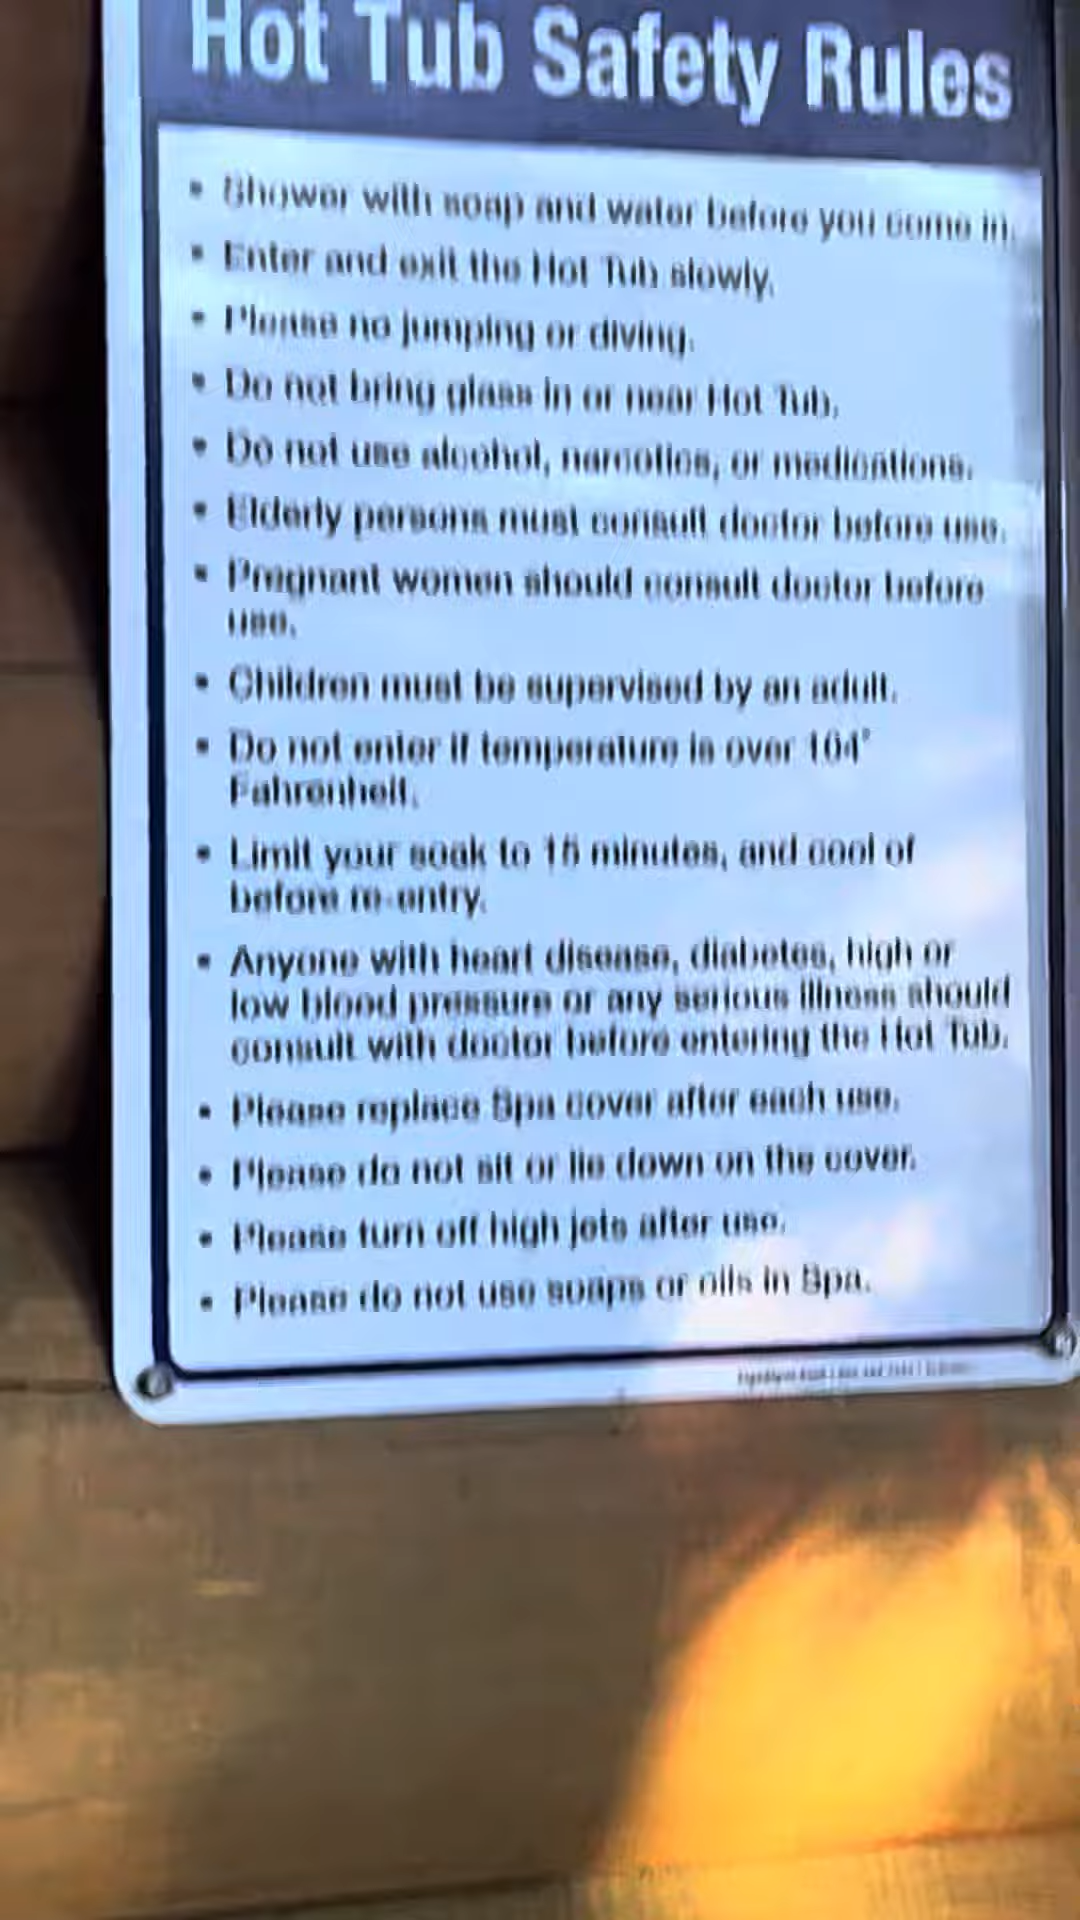 Hot Tub Safety Rules
• Shower with soap and water before you come in.
• Enter and exit the Hot Tub slowly.
• Please no jumping or diving.
• Do not bring glass in or near Hot Tub.
• Do not use alcohol, narcotics, or medications.
• Elderly persons must consult doctor before use.
• Pregnant women should consult doctor before
use.
• Children must be supervised by an adult.
• Do not enter if temperature is over 104°
Fahrenheit.
• Limit your soak to 15 minutes, and cool of
before re-entry.
• Anyone with heart disease, diabetes, high or
low blood pressure or any serious illness should
consult with doctor before entering the Hot Tub.
• Please replace Spa cover after each use.
• Please do not sit or lie down on the cover.
• Please turn off high jets after use.
• Please do not use soaps or oils in Spa.